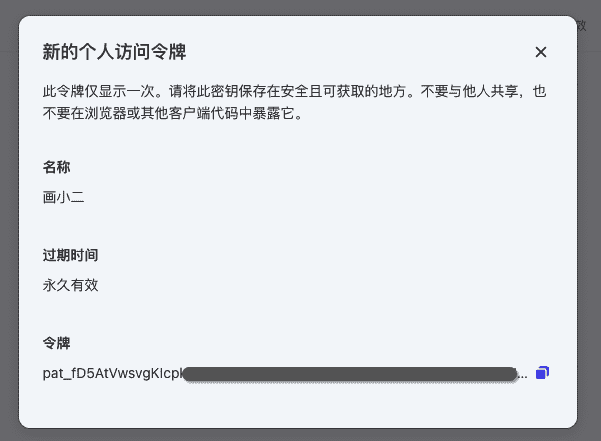 新的个人访问令牌
此令牌仅显示一次。请将此密钥保存在安全且可获取的地方。不要与他人共享，也
不要在浏览器或其他客户端代码中暴露它。
名称
画小二
过期时间
永久有效
令牌
pat_fD5AtVwsvgKIcpl...
效